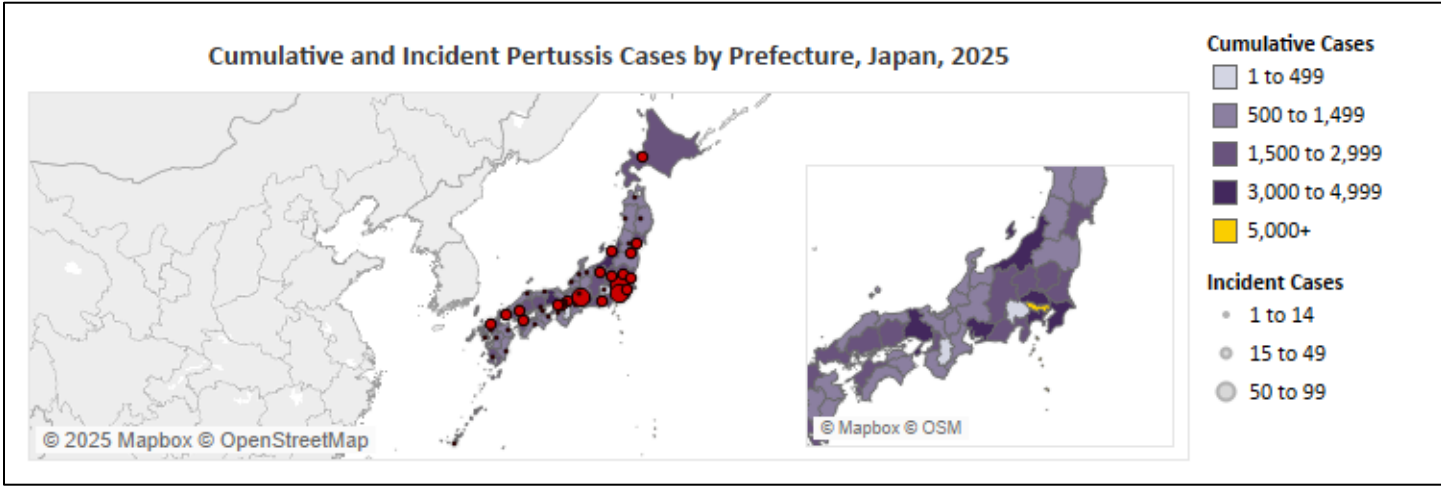 Cumulative and Incident Pertussis Cases by Prefecture, Japan, 2025
© 2025 Mapbox © OpenStreetMap
© Mapbox © OSM
Cumulative Cases
1 to 499
500 to 1,499
1,500 to 2,999
3,000 to 4,999
5,000+
Incident Cases
1 to 14
15 to 49
50 to 99